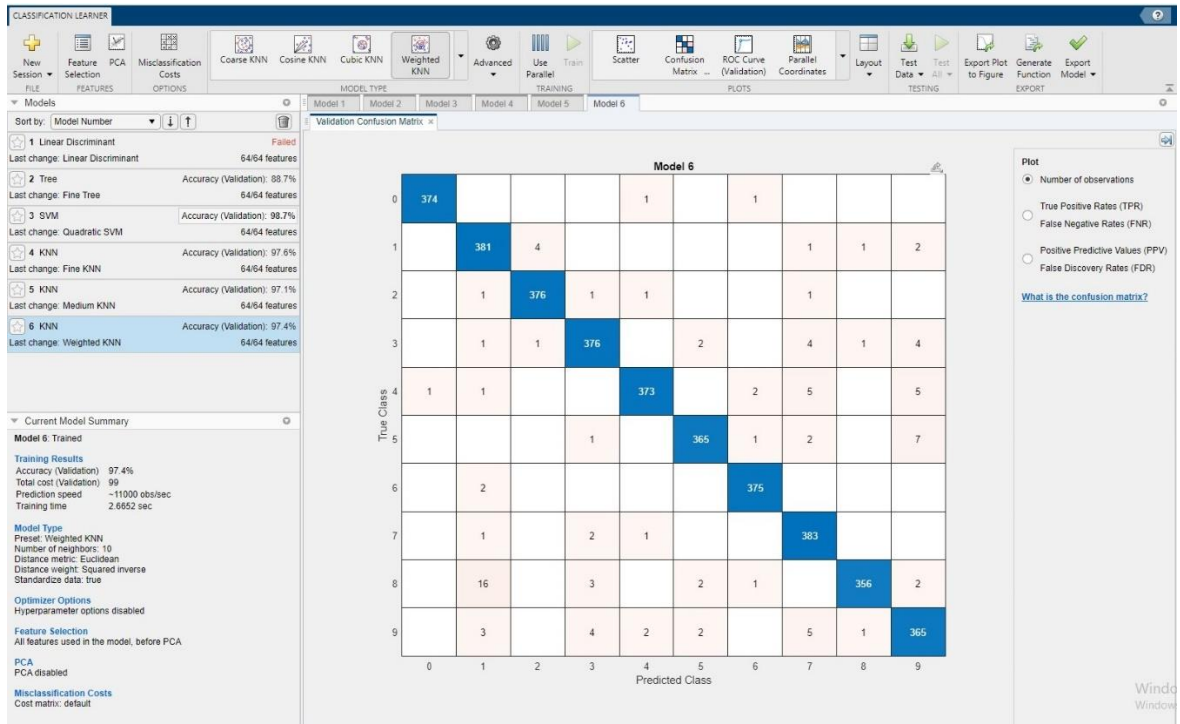 CLASSIFICATION LEARNER
?
New Session
Feature Selection
PCA
Misclassification Costs
Coarse KNN
Cosine KNN
Cubic KNN
Weighted KNN
Advanced
Use Parallel
Train
Scatter
Confusion Matrix ...
ROC Curve (Validation)
Parallel Coordinates
Layout
Test Data
Test All
Export Plot to Figure
Generate Function
Export Model
FILE
FEATURES
OPTIONS
MODEL TYPE
TRAINING
PLOTS
TESTING
EXPORT
Models
Sort by: Model Number
1 Linear Discriminant Failed
Last change: Linear Discriminant 64/64 features
2 Tree Accuracy (Validation): 88.7%
Last change: Fine Tree 64/64 features
3 SVM Accuracy (Validation): 98.7%
Last change: Quadratic SVM 64/64 features
4 KNN Accuracy (Validation): 97.6%
Last change: Fine KNN 64/64 features
5 KNN Accuracy (Validation): 97.1%
Last change: Medium KNN 64/64 features
6 KNN Accuracy (Validation): 97.4%
Last change: Weighted KNN 64/64 features
Current Model Summary
Model 6: Trained
Training Results
Accuracy (Validation) 97.4%
Total cost (Validation) 99
Prediction speed ~11000 obs/sec
Training time 2.6652 sec
Model Type
Preset: Weighted KNN
Number of neighbors: 10
Distance metric: Euclidean
Distance weight: Squared inverse
Standardize data: true
Optimizer Options
Hyperparameter options disabled
Feature Selection
All features used in the model, before PCA
PCA
PCA disabled
Misclassification Costs
Cost matrix: default
Model 1 Model 2 Model 3 Model 4 Model 5 Model 6
Validation Confusion Matrix ×
Model 6
True Class
0 374 1 1
1 381 4 1 1 2
2 1 376 1 1 1
3 1 1 376 2 4 1 4
4 1 1 373 2 5 5
5 1 365 1 2 7
6 2 375
7 1 2 1 383
8 16 3 2 1 356 2
9 3 4 2 2 5 1 365
0 1 2 3 4 5 6 7 8 9
Predicted Class
Plot
Number of observations
True Positive Rates (TPR)
False Negative Rates (FNR)
Positive Predictive Values (PPV)
False Discovery Rates (FDR)
What is the confusion matrix?
Windo
Window